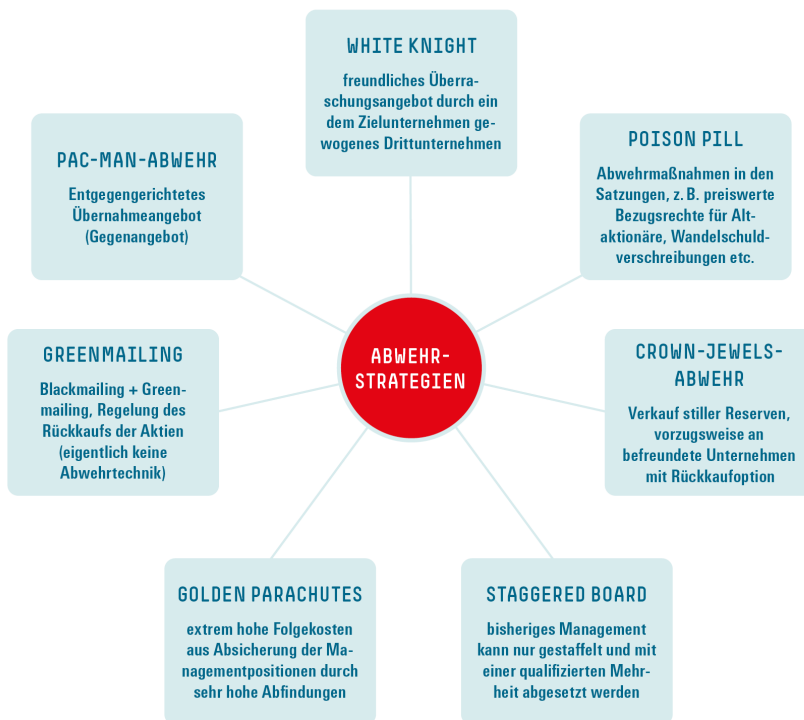 WHITE KNIGHT
freundliches Überra-
schungsangebot durch ein
dem Zielunternehmen ge-
wogenes Drittunternehmen
PAC-MAN-ABWEHR
Entgegengerichtetes
Übernahmeangebot
(Gegenangebot)
POISON PILL
Abwehrmaßnahmen in den
Satzungen, z. B. preiswerte
Bezugsrechte für Alt-
aktionäre, Wandelschuld-
verschreibungen etc.
GREENMAILING
Blackmailing + Green-
mailing, Regelung des
Rückkaufs der Aktien
(eigentlich keine
Abwehrtechnik)
ABWEHR-
STRATEGIEN
CROWN-JEWELS-
ABWEHR
Verkauf stiller Reserven,
vorzugsweise an
befreundete Unternehmen
mit Rückkaufoption
GOLDEN PARACHUTES
extrem hohe Folgekosten
aus Absicherung der Ma-
nagementpositionen durch
sehr hohe Abfindungen
STAGGERED BOARD
bisheriges Management
kann nur gestaffelt und mit
einer qualifizierten Mehr-
heit abgesetzt werden